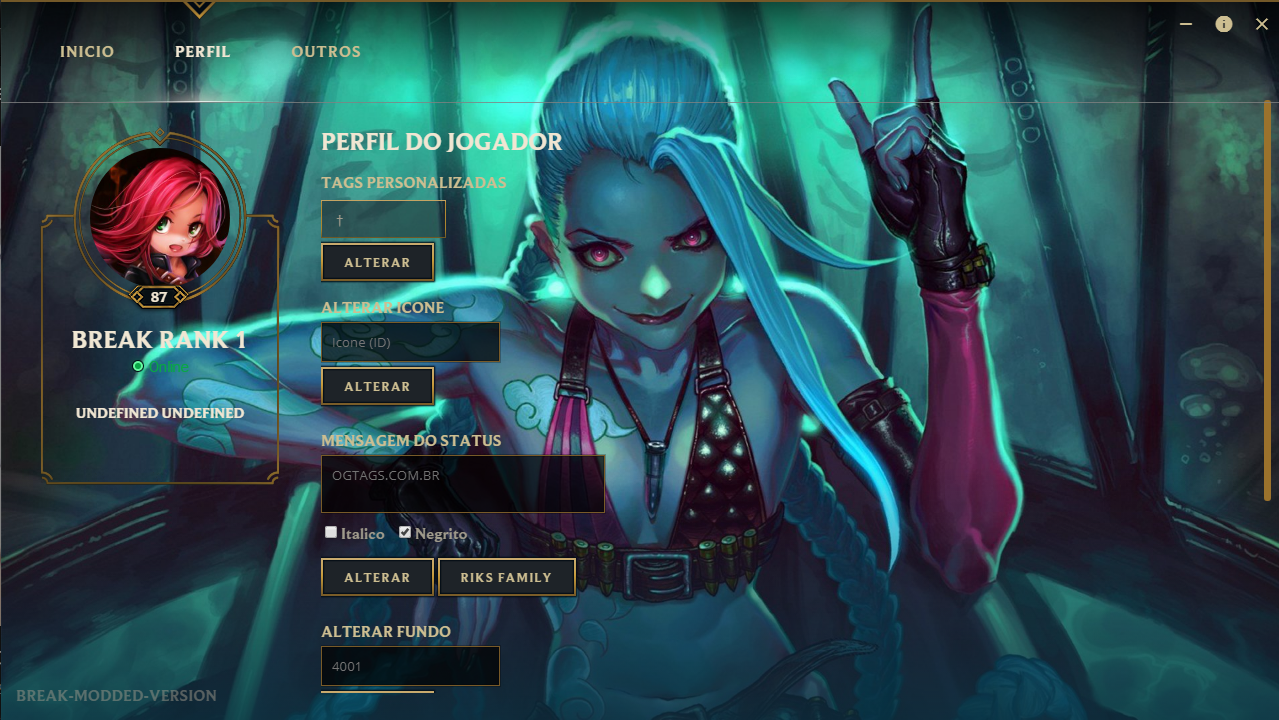 INICIO
PERFIL
OUTROS
87
BREAK RANK 1
UNDEFINED UNDEFINED
PERFIL DO JOGADOR
TAGS PERSONALIZADAS
†
ALTERAR
ALTERAR ICONE
Icone (ID)
ALTERAR
MENSAGEM DO STATUS
OGTAGS.COM.BR
Italico
Negrito
ALTERAR
RIKS FAMILY
ALTERAR FUNDO
4001
BREAK-MODDED-VERSION